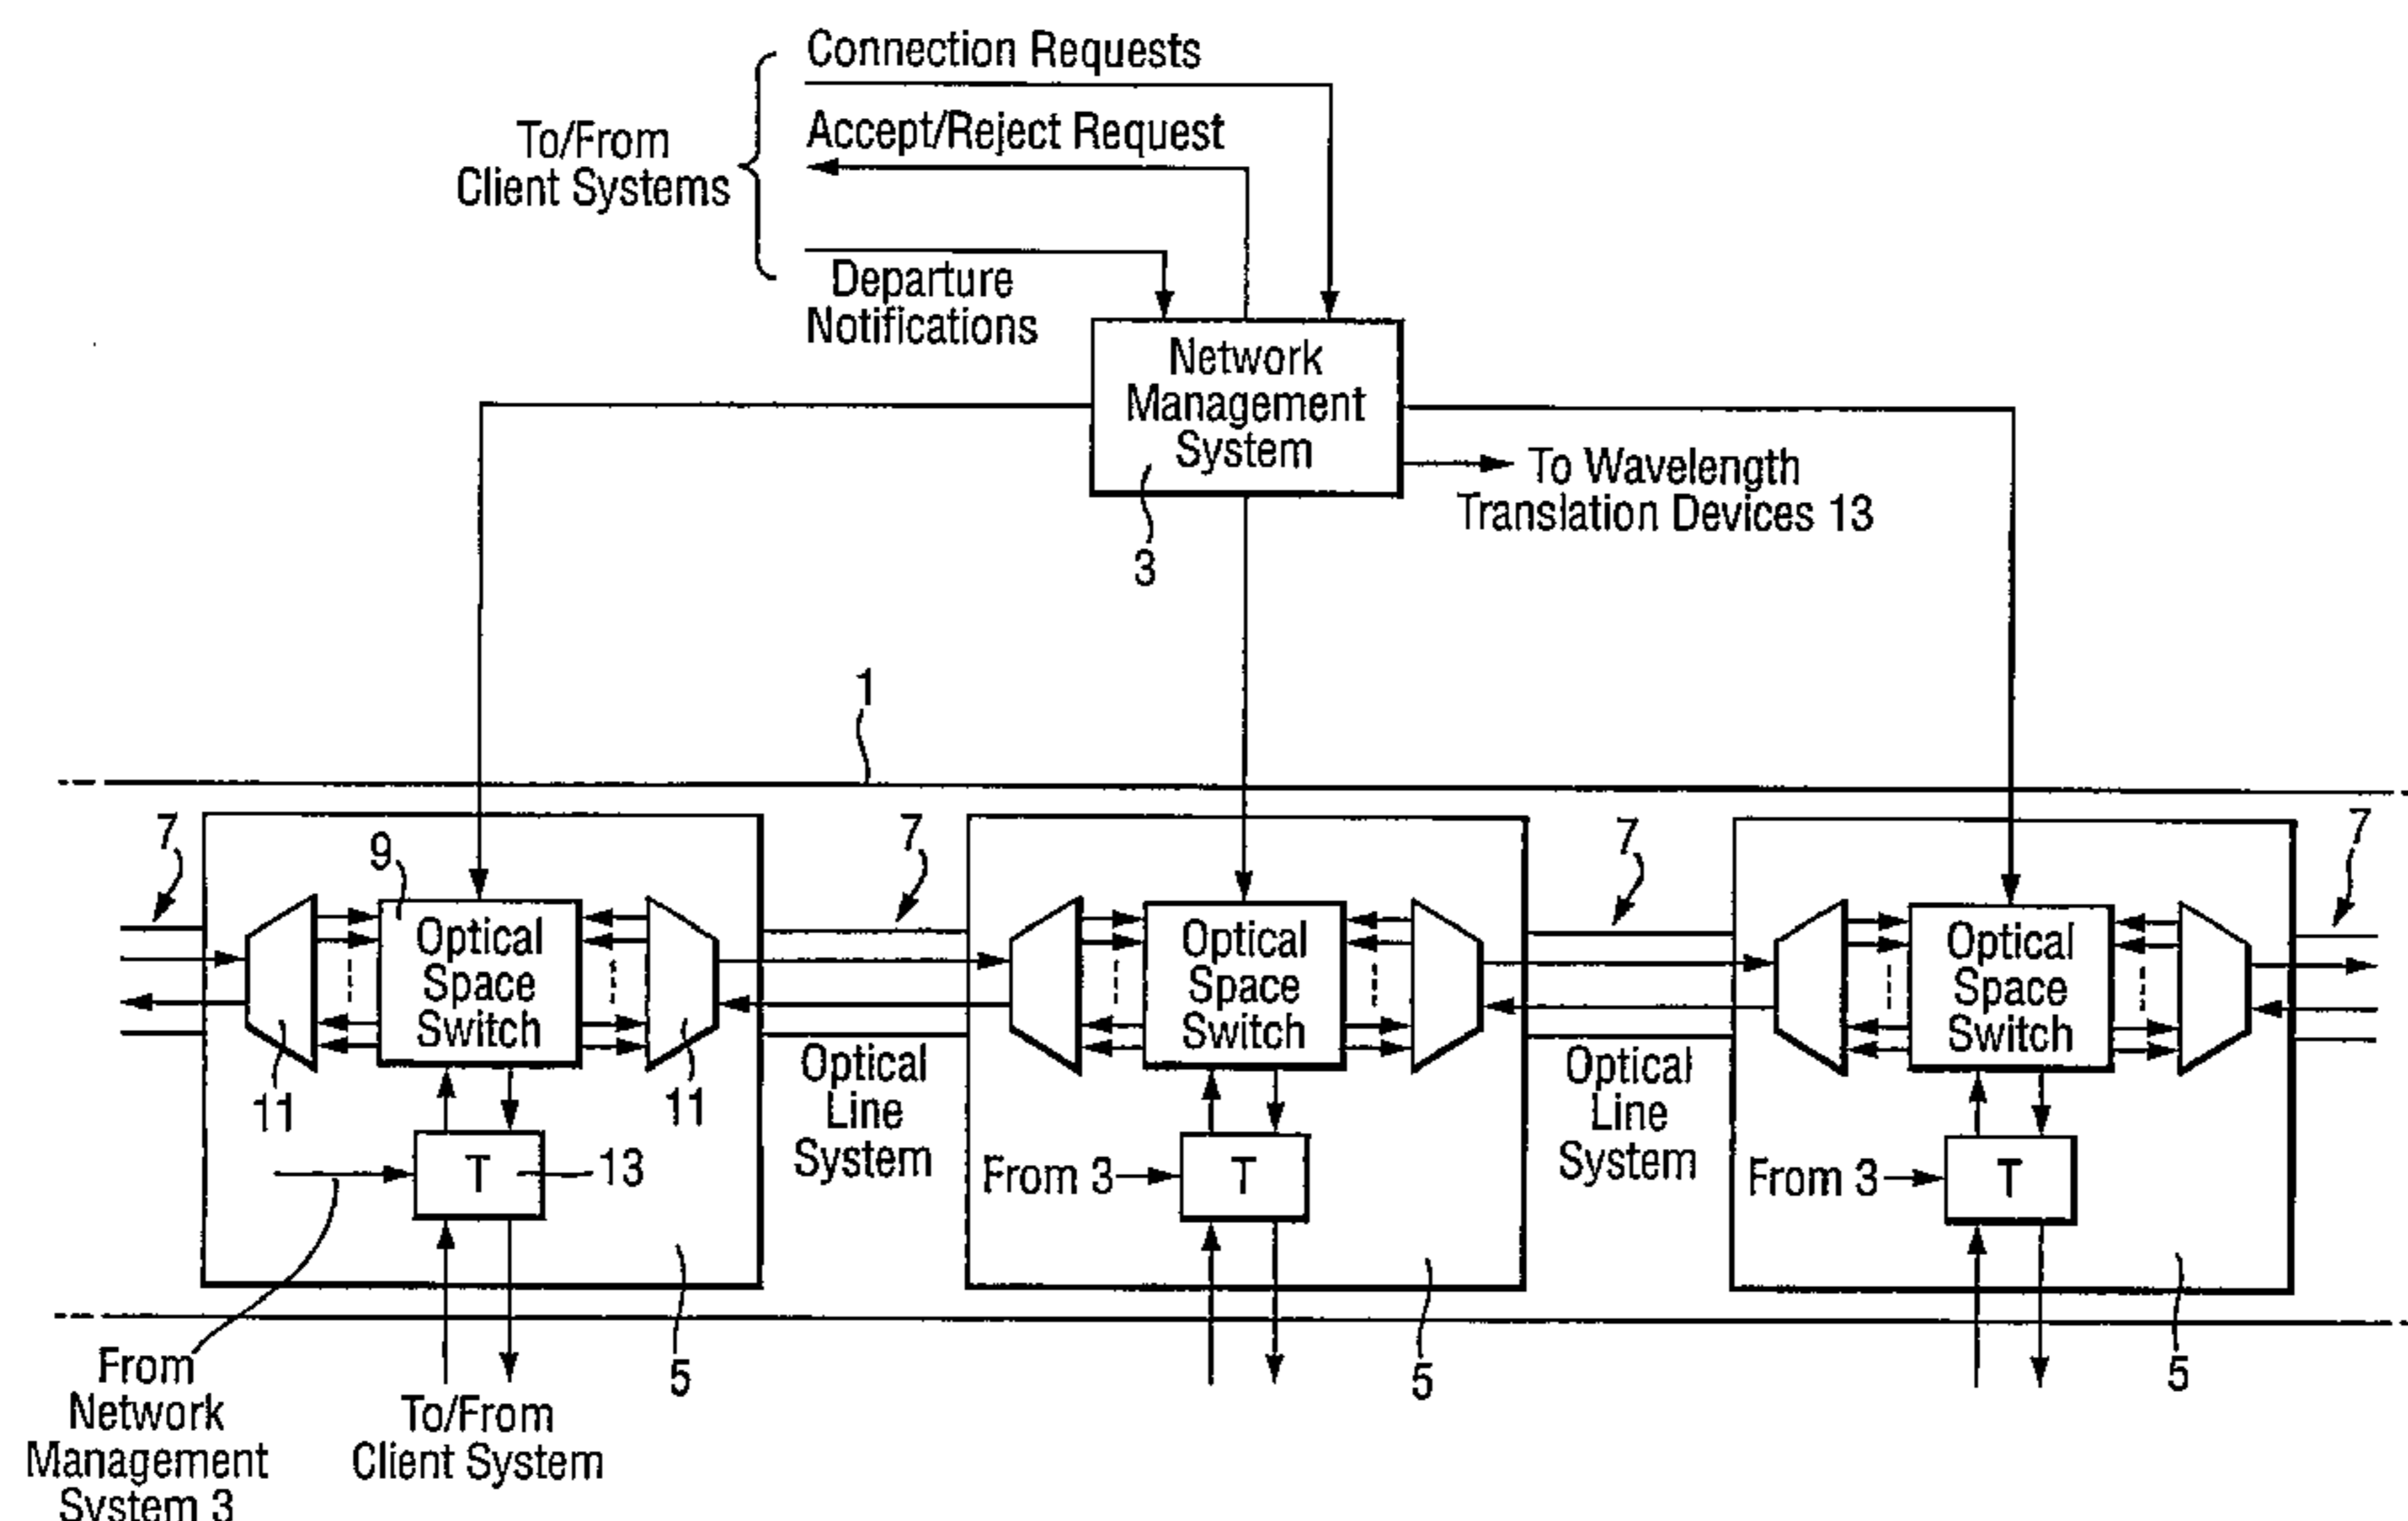 Connection Requests
Accept/Reject Request
To/From
Client Systems
Departure
Notifications
Network
Management
System
3
To Wavelength
Translation Devices 13
1
7
7
7
7
9
Optical
Space
Switch
Optical
Space
Switch
Optical
Space
Switch
11
11
Optical
Line
System
Optical
Line
System
T
13
From 3
T
From 3
T
5
5
5
From
Network
Management
System 3
To/From
Client System